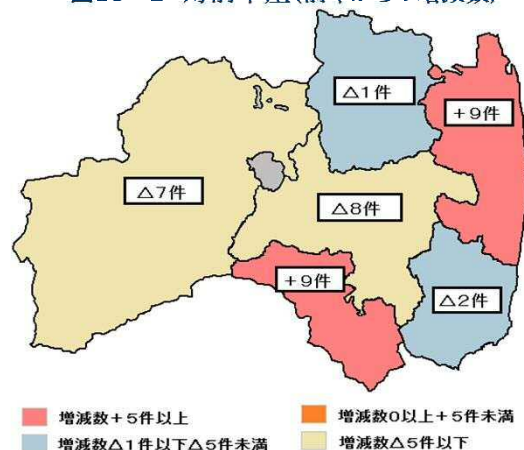 △1件
+9件
△7件
△8件
+9件
△2件
増減数+5件以上
増減数0以上+5件未満
増減数△1件以下△5件未満
増減数△5件以下